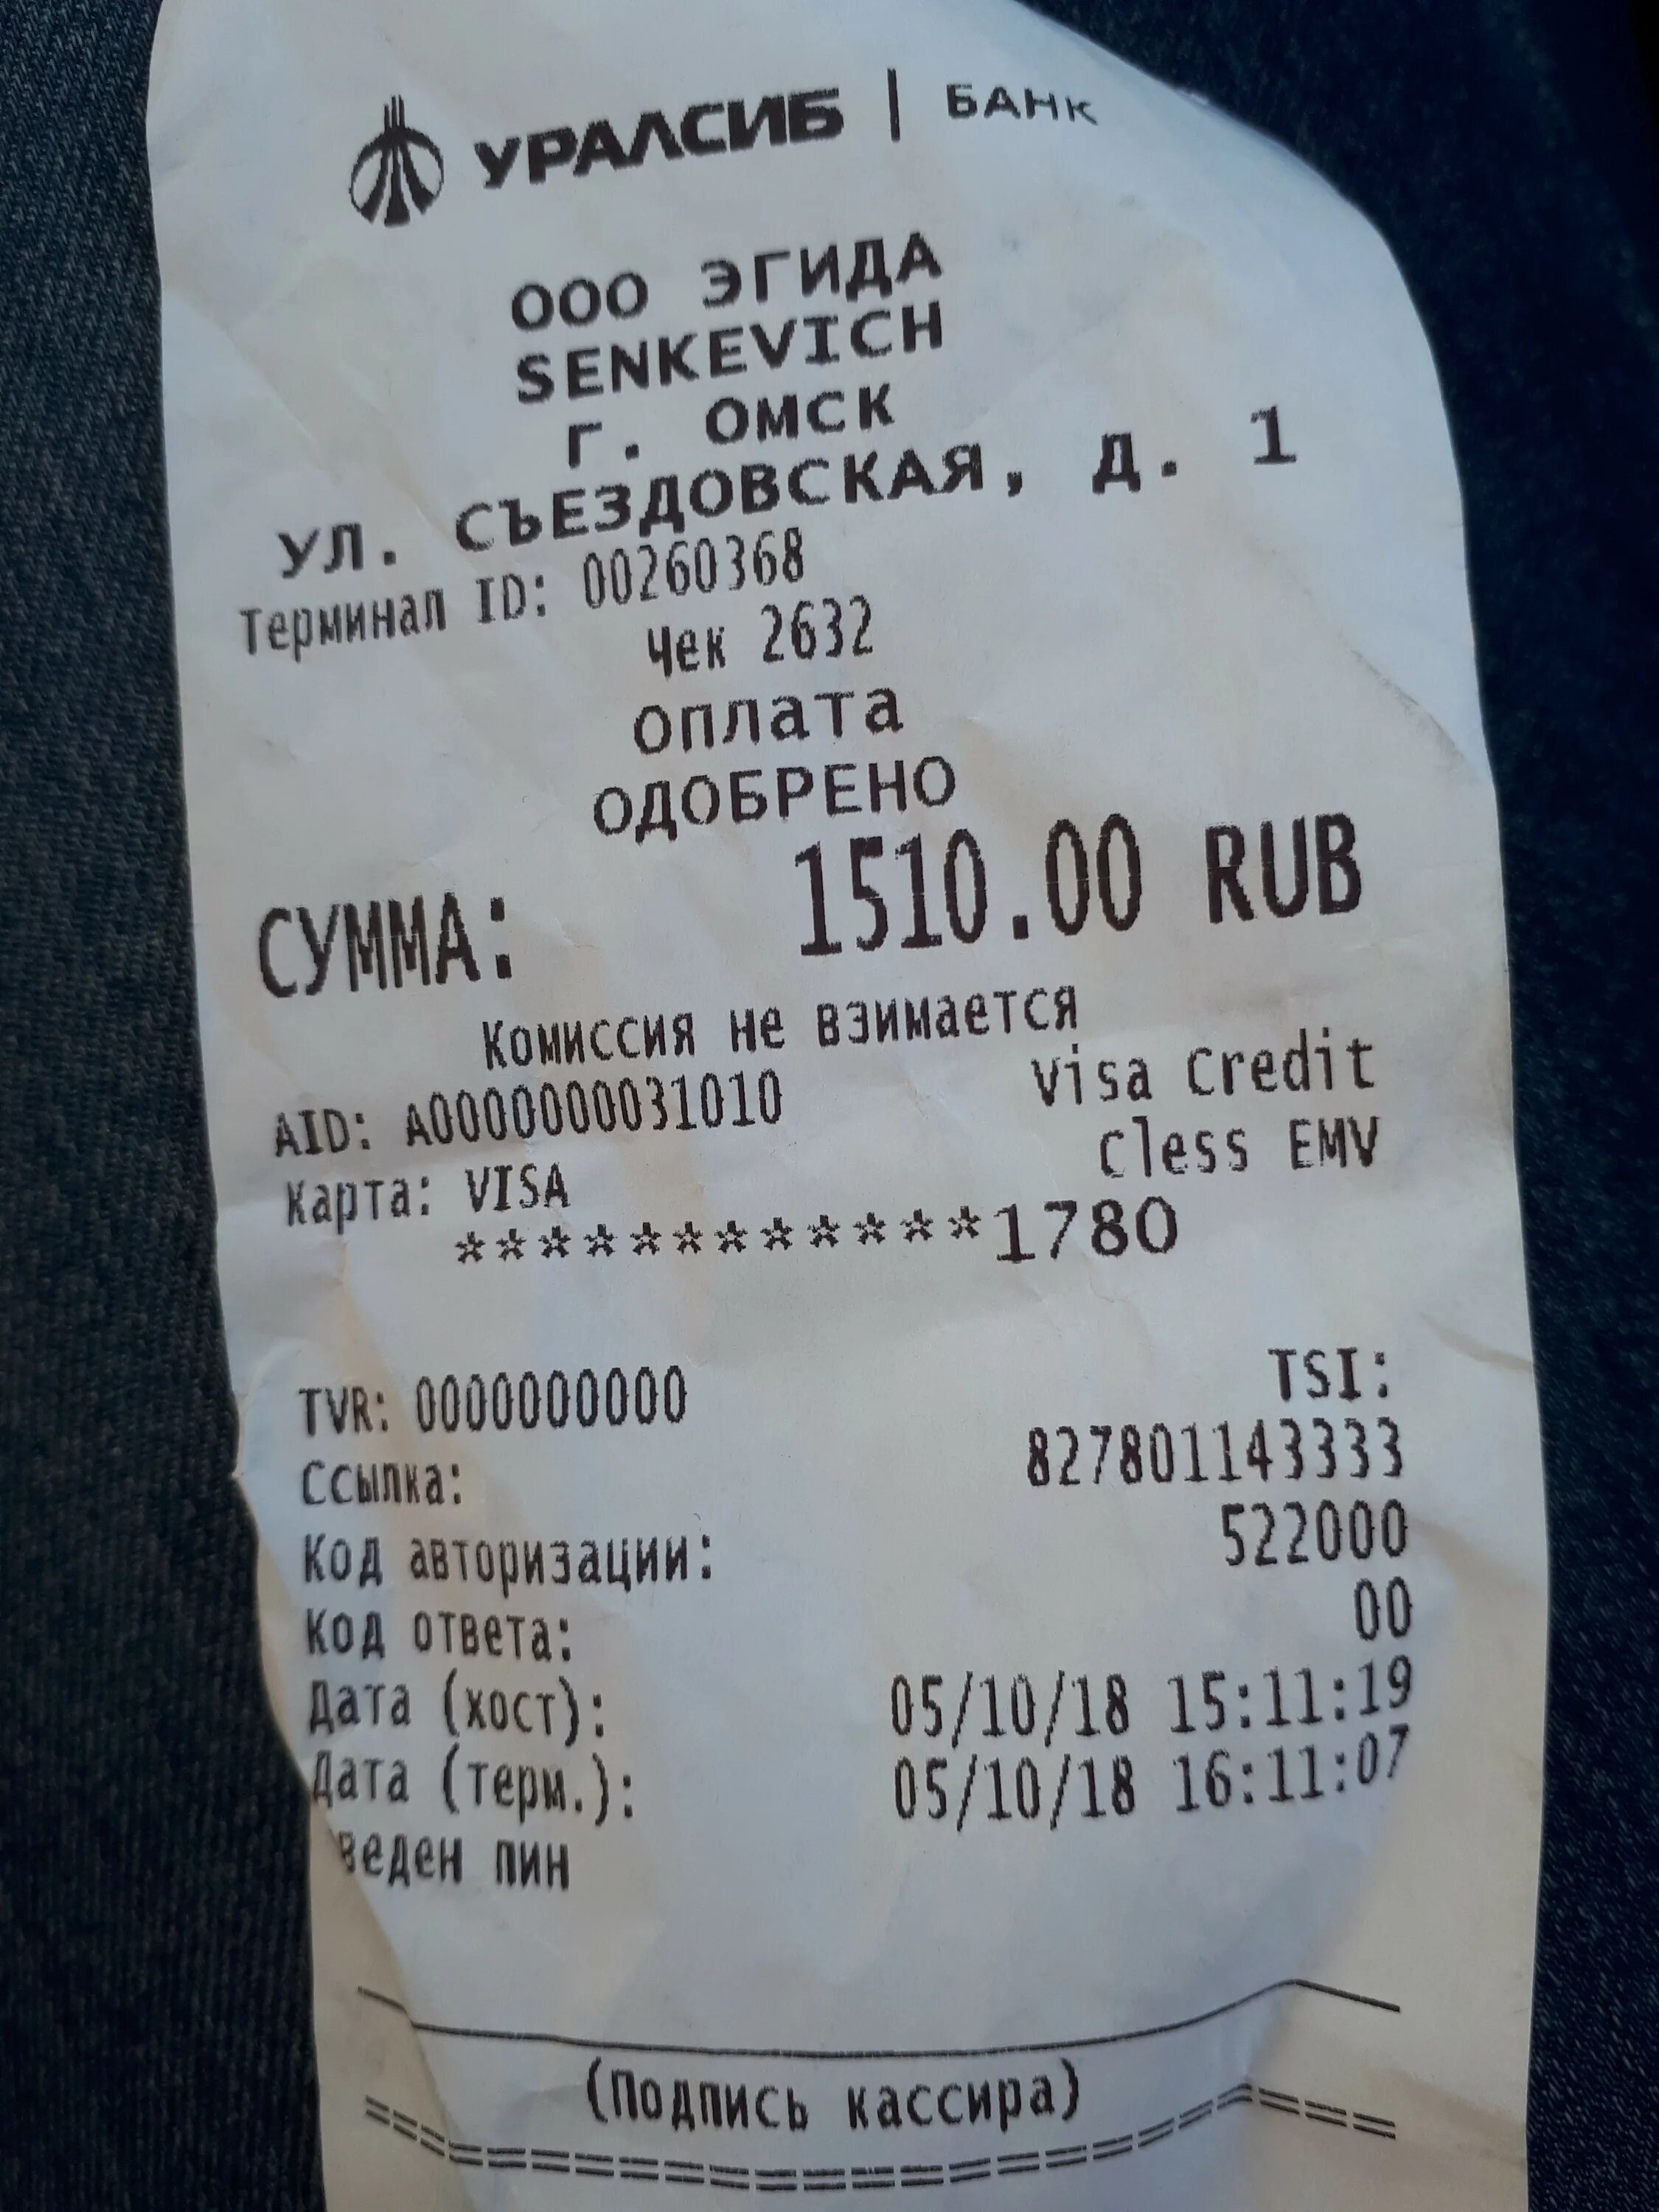 УРАЛСИБ | БАНК
ООО ЭГИДА
SENKEVICH
г. ОМСК
УЛ. СЪЕЗДОВСКАЯ, Д. 1
Терминал ID: 00260368
Чек 2632
Оплата
ОДОБРЕНО
СУММА: 1510.00 RUB
Комиссия не взимается
AID: A0000000031010 Visa Credit
Карта: VISA Cless EMV
************1780
TVR: 0000000000 TSI:
Ссылка: 827801143333
Код авторизации: 522000
Код ответа: 00
Дата (хост): 05/10/18 15:11:19
Дата (терм.): 05/10/18 16:11:07
веден ПИН
(Подпись кассира)